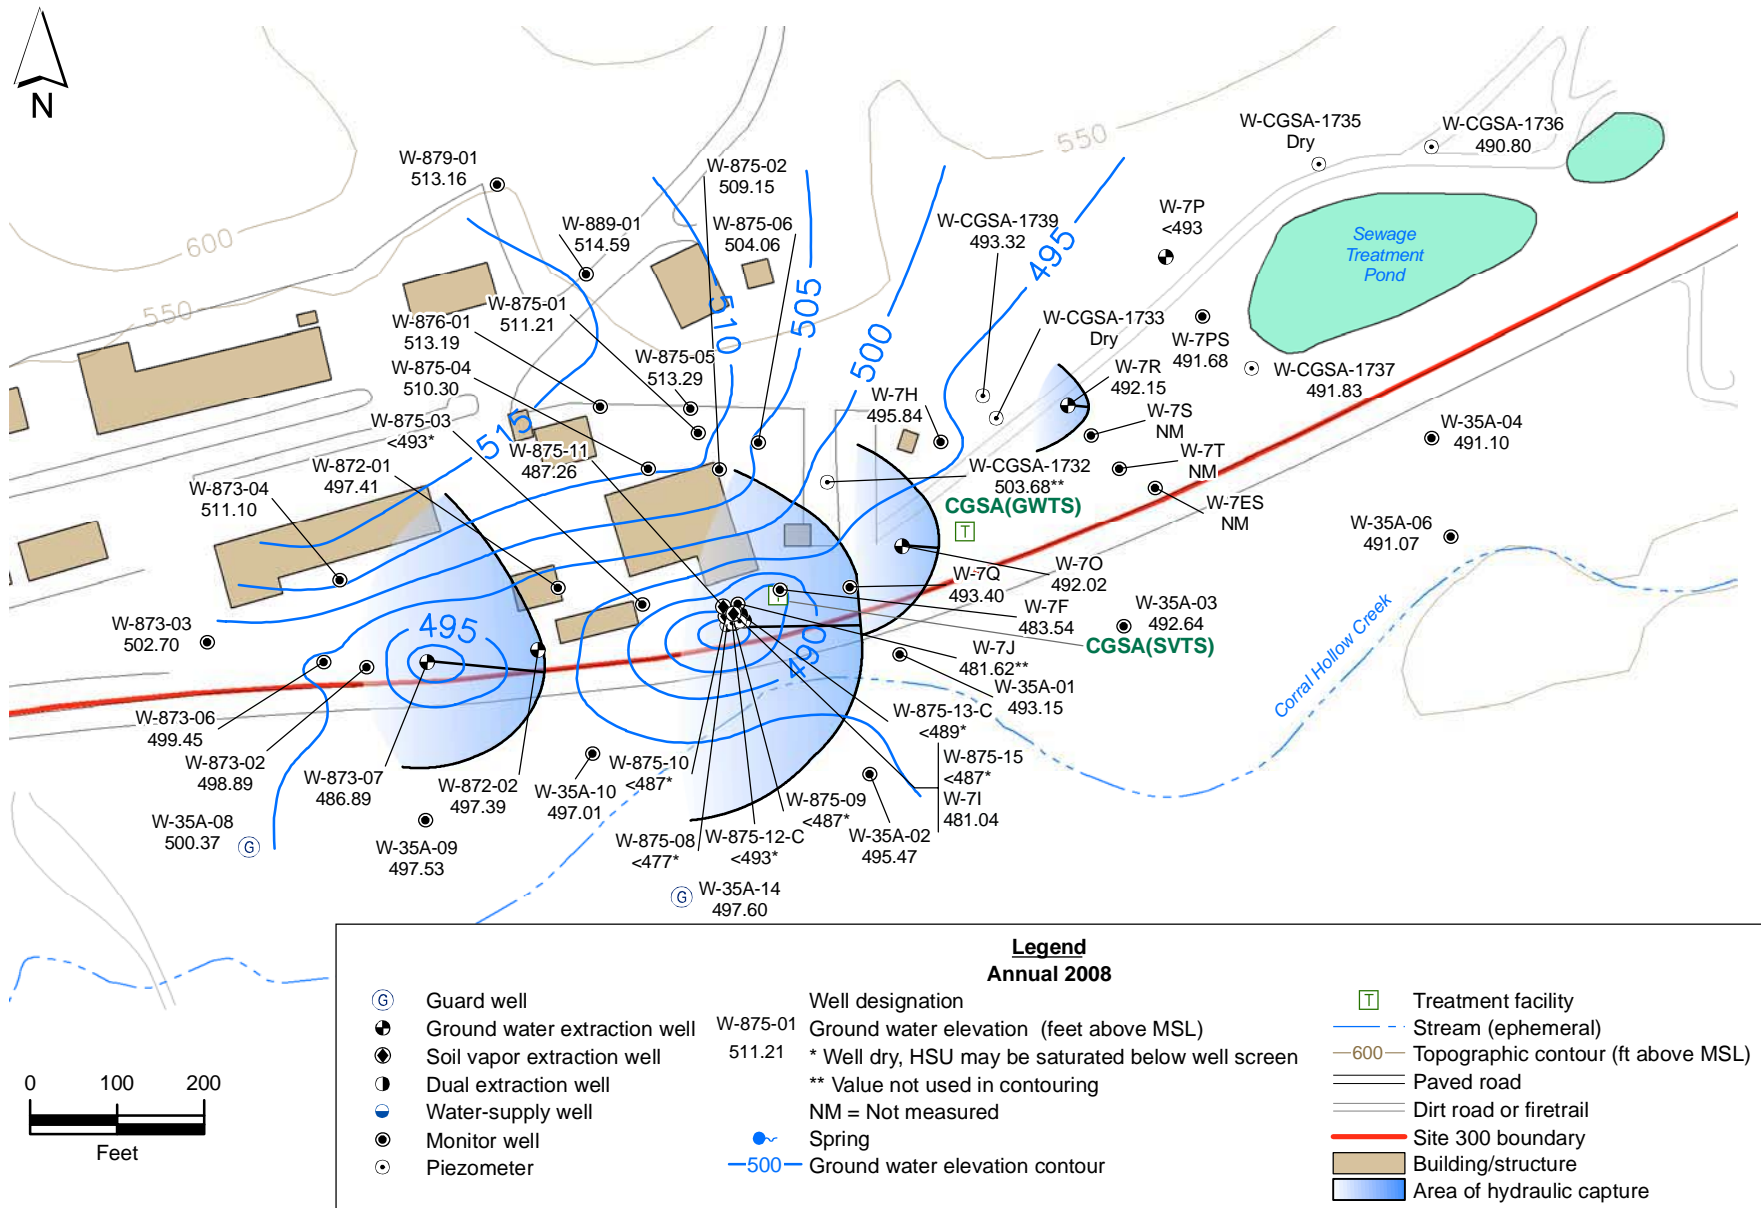 N
W-CGSA-1735
Dry
W-CGSA-1736
490.80
550
W-879-01
513.16
W-875-02
509.15
W-7P
<493
W-889-01
514.59
W-875-06
504.06
W-CGSA-1739
493.32
495
Sewage
Treatment
Pond
600
550
W-875-01
511.21
510
505
500
W-876-01
513.19
W-CGSA-1733
Dry
W-7PS
491.68
W-875-05
513.29
W-875-04
510.30
W-7R
492.15
W-CGSA-1737
491.83
W-7H
495.84
W-875-03
<493*
515
W-7S
NM
W-35A-04
491.10
W-875-11
487.26
W-872-01
497.41
W-CGSA-1732
503.68**
W-7T
NM
W-873-04
511.10
CGSA(GWTS)
W-7ES
NM
T
W-35A-06
491.07
W-7O
492.02
W-7Q
493.40
T
W-7F
483.54
W-35A-03
492.64
W-873-03
502.70
495
490
CGSA(SVTS)
Corral Hollow Creek
W-7J
481.62**
W-35A-01
493.15
W-873-06
499.45
W-875-13-C
<489*
W-873-02
498.89
W-873-07
486.89
W-872-02
497.39
W-35A-10
497.01
W-875-10
<487*
W-875-15
<487*
W-7I
481.04
W-875-09
<487*
W-35A-08
500.37
G
W-35A-09
497.53
W-875-08
<477*
W-875-12-C
<493*
W-35A-02
495.47
G
W-35A-14
497.60
Legend
Annual 2008
G Guard well
Ground water extraction well
Soil vapor extraction well
Dual extraction well
Water-supply well
Monitor well
Piezometer
Well designation
W-875-01 Ground water elevation (feet above MSL)
511.21 * Well dry, HSU may be saturated below well screen
** Value not used in contouring
NM = Not measured
Spring
500 Ground water elevation contour
T Treatment facility
Stream (ephemeral)
600 Topographic contour (ft above MSL)
Paved road
Dirt road or firetrail
Site 300 boundary
Building/structure
Area of hydraulic capture
0 100 200
Feet